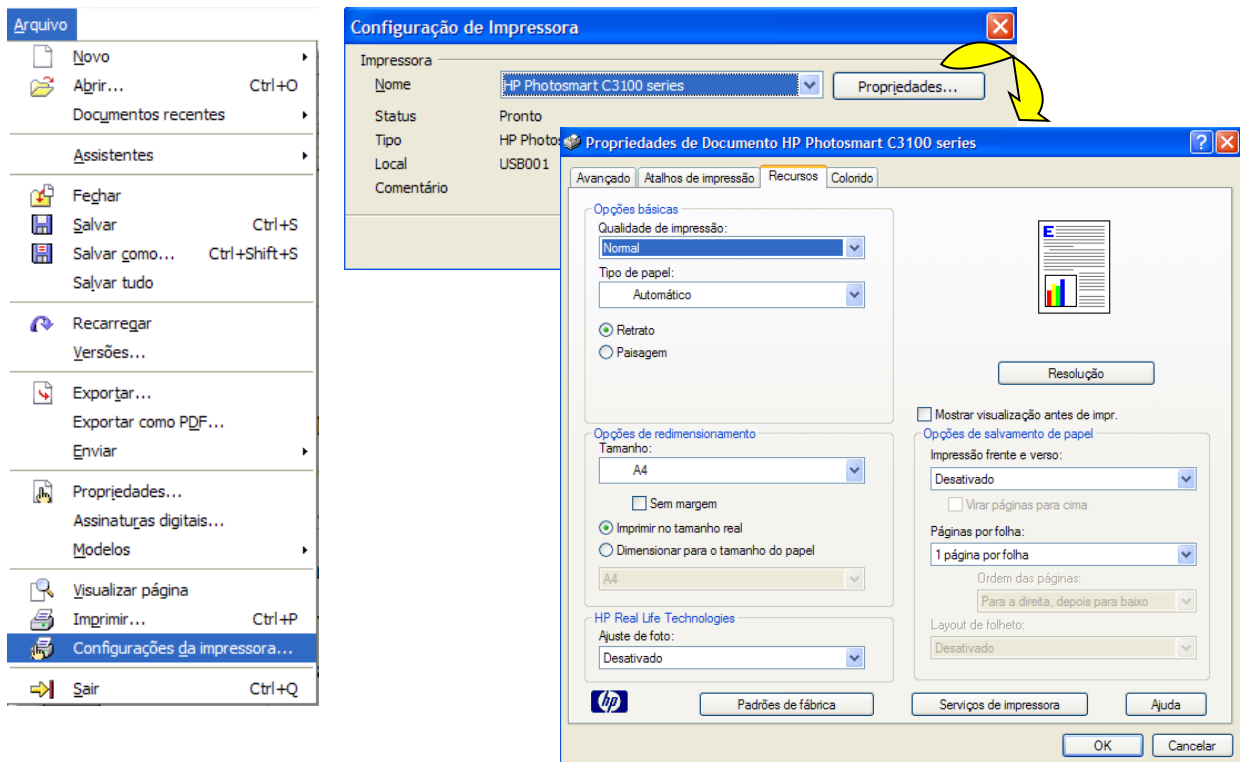 Arquivo
Novo
Abrir... Ctrl+O
Documentos recentes
Assistentes
Fechar
Salvar Ctrl+S
Salvar como... Ctrl+Shift+S
Salvar tudo
Recarregar
Versões...
Exportar...
Exportar como PDF...
Enviar
Propriedades...
Assinaturas digitais...
Modelos
Visualizar página
Imprimir... Ctrl+P
Configurações da impressora...
Sair Ctrl+Q
Configuração de Impressora
Impressora
Nome HP Photosmart C3100 series Propriedades...
Status Pronto
Tipo HP Photos
Local USB001
Comentário
Propriedades de Documento HP Photosmart C3100 series
Avançado Atalhos de impressão Recursos Colorido
Opções básicas
Qualidade de impressão:
Normal
Tipo de papel:
Automático
Retrato
Paisagem
E
Resolução
Mostrar visualização antes de impr.
Opções de redimensionamento
Tamanho:
A4
Sem margem
Imprimir no tamanho real
Dimensionar para o tamanho do papel
A4
HP Real Life Technologies
Ajuste de foto:
Desativado
Opções de salvamento de papel
Impressão frente e verso:
Desativado
Virar páginas para cima
Páginas por folha:
1 página por folha
Ordem das páginas:
Para a direita, depois para baixo
Layout de folheto:
Desativado
hp Padrões de fábrica Serviços de impressora Ajuda
OK Cancelar